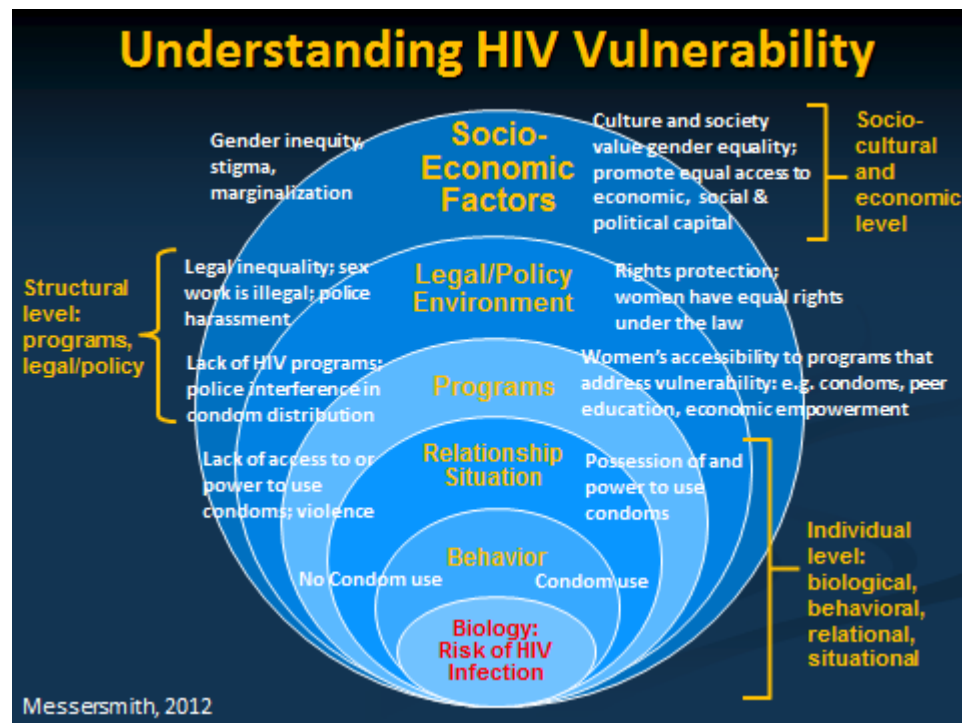 Understanding HIV Vulnerability
Gender inequity,
stigma,
marginalization
Socio-
Economic
Factors
Culture and society
value gender equality;
promote equal access to
economic, social &
political capital
Socio-
cultural
and
economic
level
Structural
level:
programs,
legal/policy
Legal inequality; sex
work is illegal; police
harassment
Legal/Policy
Environment
Rights protection;
women have equal rights
under the law
Lack of HIV programs;
police interference in
condom distribution
Programs
Women's accessibility to programs that
address vulnerability: e.g. condoms, peer
education, economic empowerment
Lack of access to or
power to use
condoms; violence
Relationship
Situation
Possession of and
power to use
condoms
Individual
level:
biological,
behavioral,
relational,
situational
Behavior
No Condom use
Condom use
Biology:
Risk of HIV
Infection
Messersmith, 2012